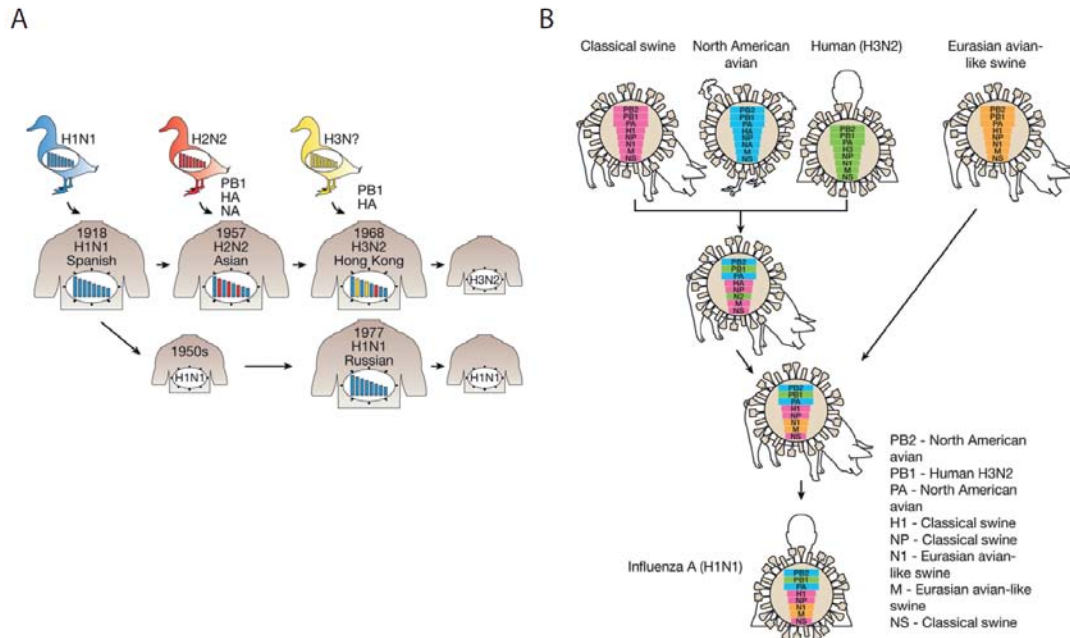 A
H1N1
H2N2
H3N?
PB1
HA
NA
PB1
HA
1918
H1N1
Spanish
1957
H2N2
Asian
1968
H3N2
Hong Kong
H3N2
1950s
H1N1
1977
H1N1
Russian
H1N1
B
Classical swine
North American
avian
Human (H3N2)
Eurasian avian-
like swine
PB2
PB1
PA
H1
NP
N1
M
NS
PB2
PB1
PA
HA
NP
NA
M
NS
PB2
PB1
PA
H3
NP
N1
M
NS
PB2
PB1
PA
H1
NP
N1
M
NS
PB2
PB1
PA
HA
NP
N2
M
NS
PB2
PB1
PA
H1
NP
N1
M
NS
Influenza A (H1N1)
PB2
PB1
PA
H1
NP
N1
M
NS
PB2 - North American
avian
PB1 - Human H3N2
PA - North American
avian
H1 - Classical swine
NP - Classical swine
N1 - Eurasian avian-
like swine
M - Eurasian avian-like
swine
NS - Classical swine